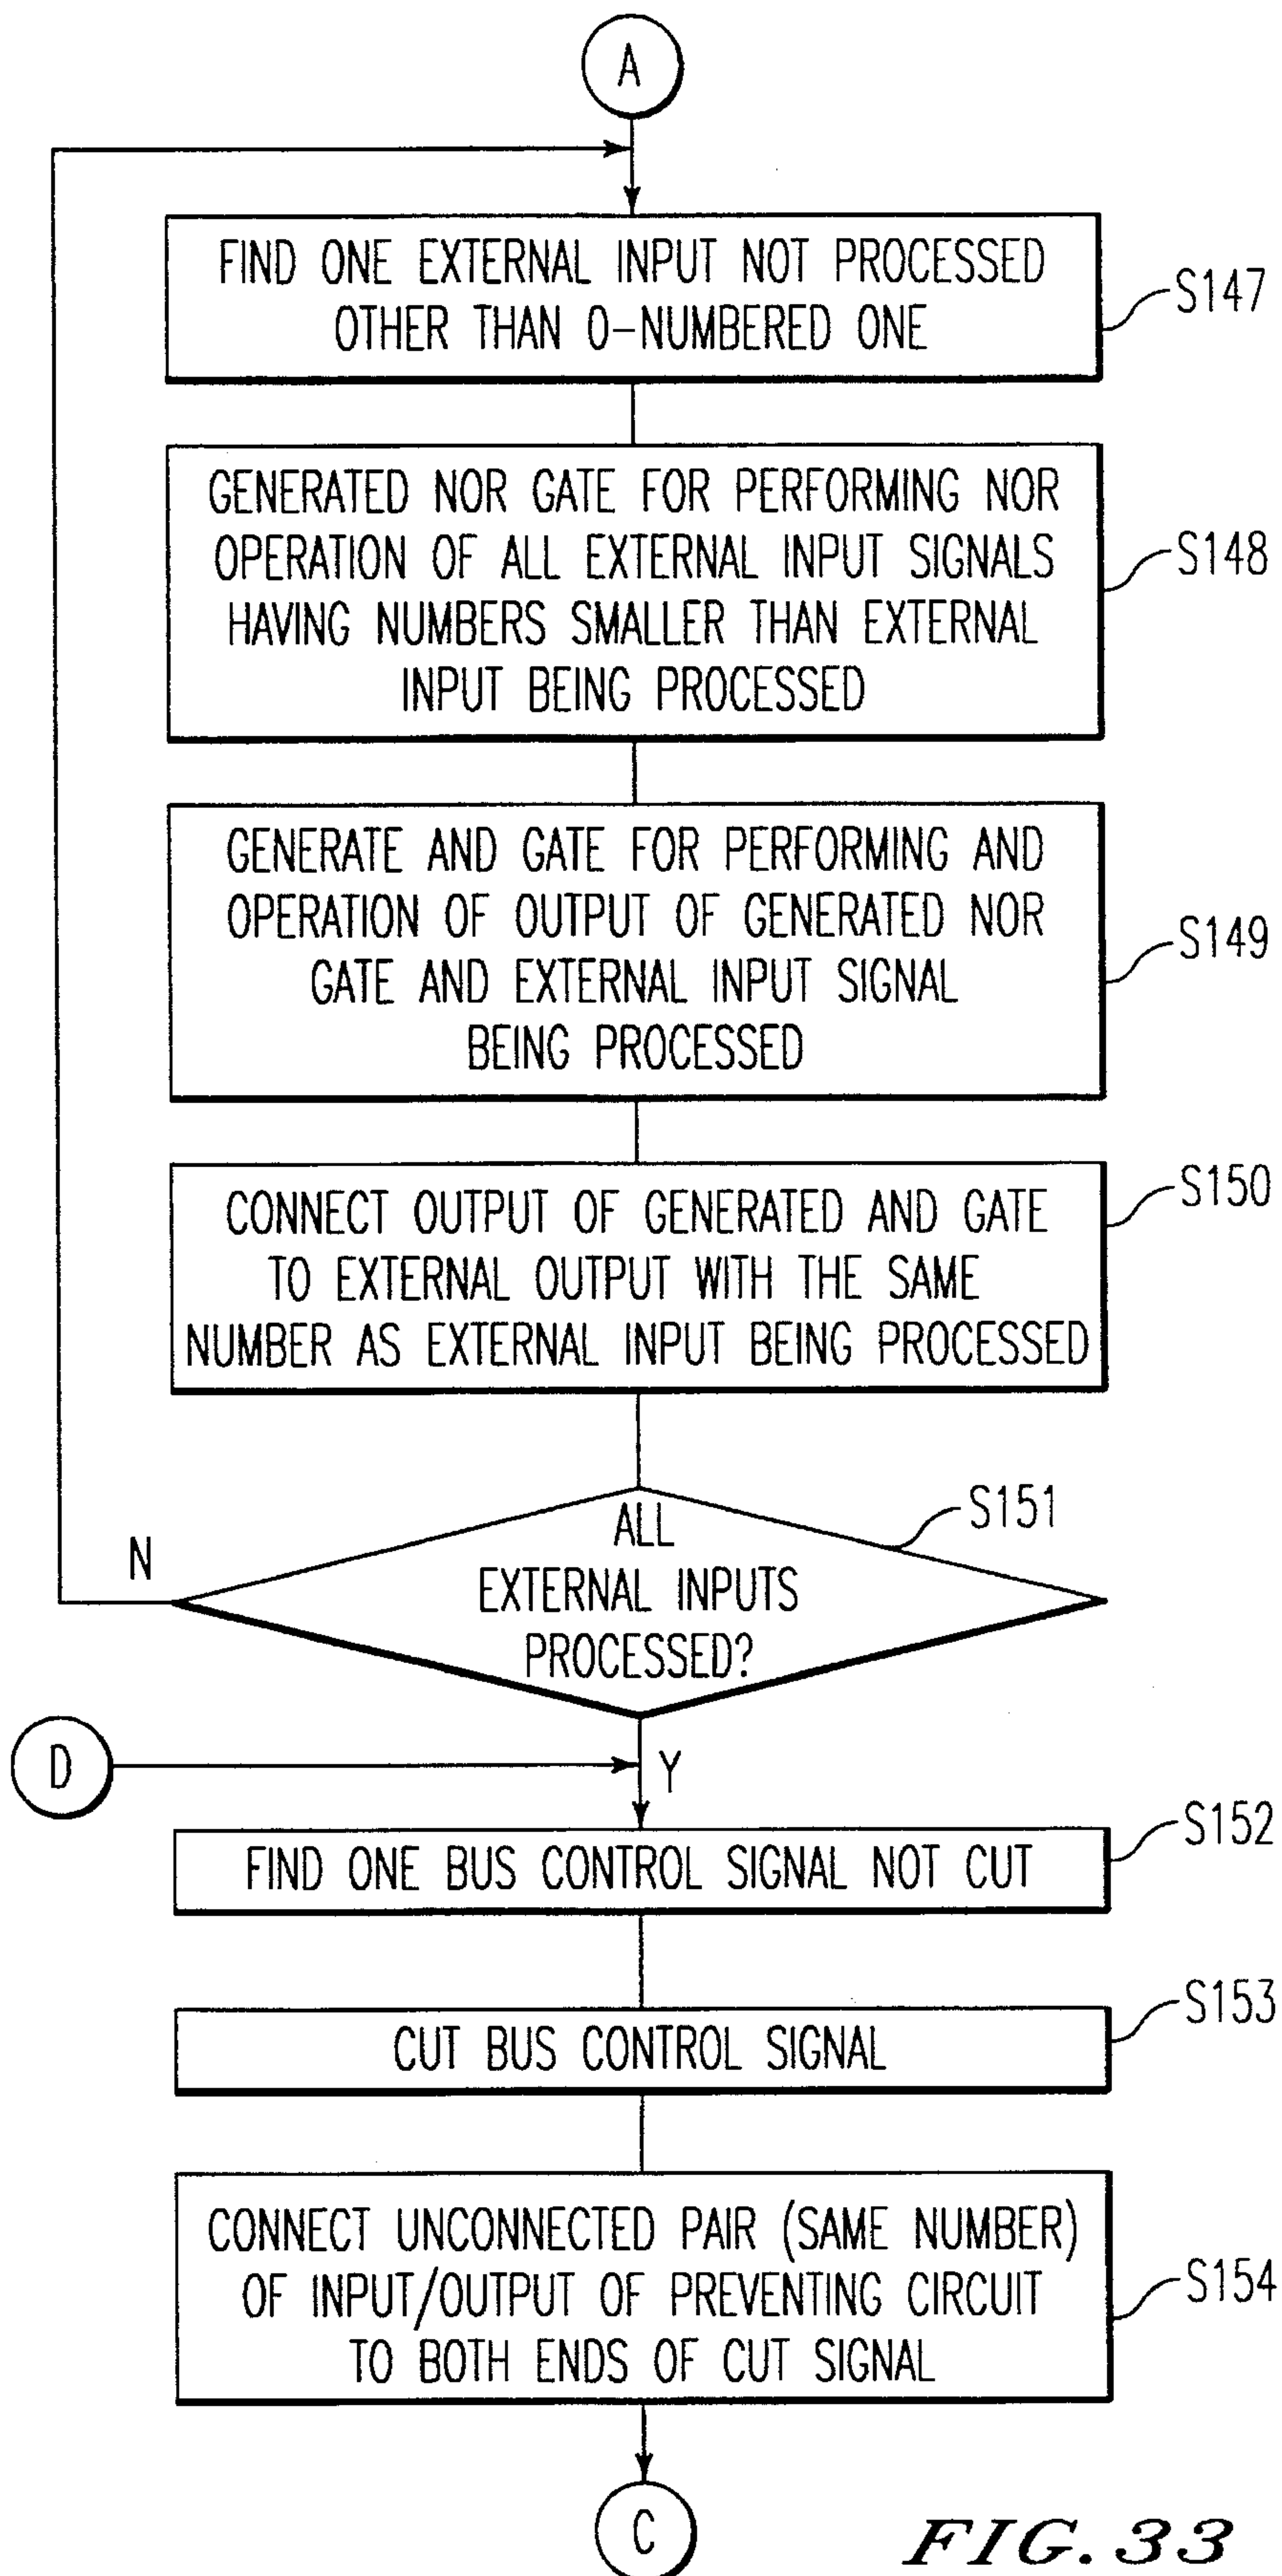 A
FIND ONE EXTERNAL INPUT NOT PROCESSED
OTHER THAN 0-NUMBERED ONE
S147
GENERATED NOR GATE FOR PERFORMING NOR
OPERATION OF ALL EXTERNAL INPUT SIGNALS
HAVING NUMBERS SMALLER THAN EXTERNAL
INPUT BEING PROCESSED
S148
GENERATE AND GATE FOR PERFORMING AND
OPERATION OF OUTPUT OF GENERATED NOR
GATE AND EXTERNAL INPUT SIGNAL
BEING PROCESSED
S149
CONNECT OUTPUT OF GENERATED AND GATE
TO EXTERNAL OUTPUT WITH THE SAME
NUMBER AS EXTERNAL INPUT BEING PROCESSED
S150
ALL
EXTERNAL INPUTS
PROCESSED?
S151
N
D
Y
FIND ONE BUS CONTROL SIGNAL NOT CUT
S152
CUT BUS CONTROL SIGNAL
S153
CONNECT UNCONNECTED PAIR (SAME NUMBER)
OF INPUT/OUTPUT OF PREVENTING CIRCUIT
TO BOTH ENDS OF CUT SIGNAL
S154
C
FIG. 33